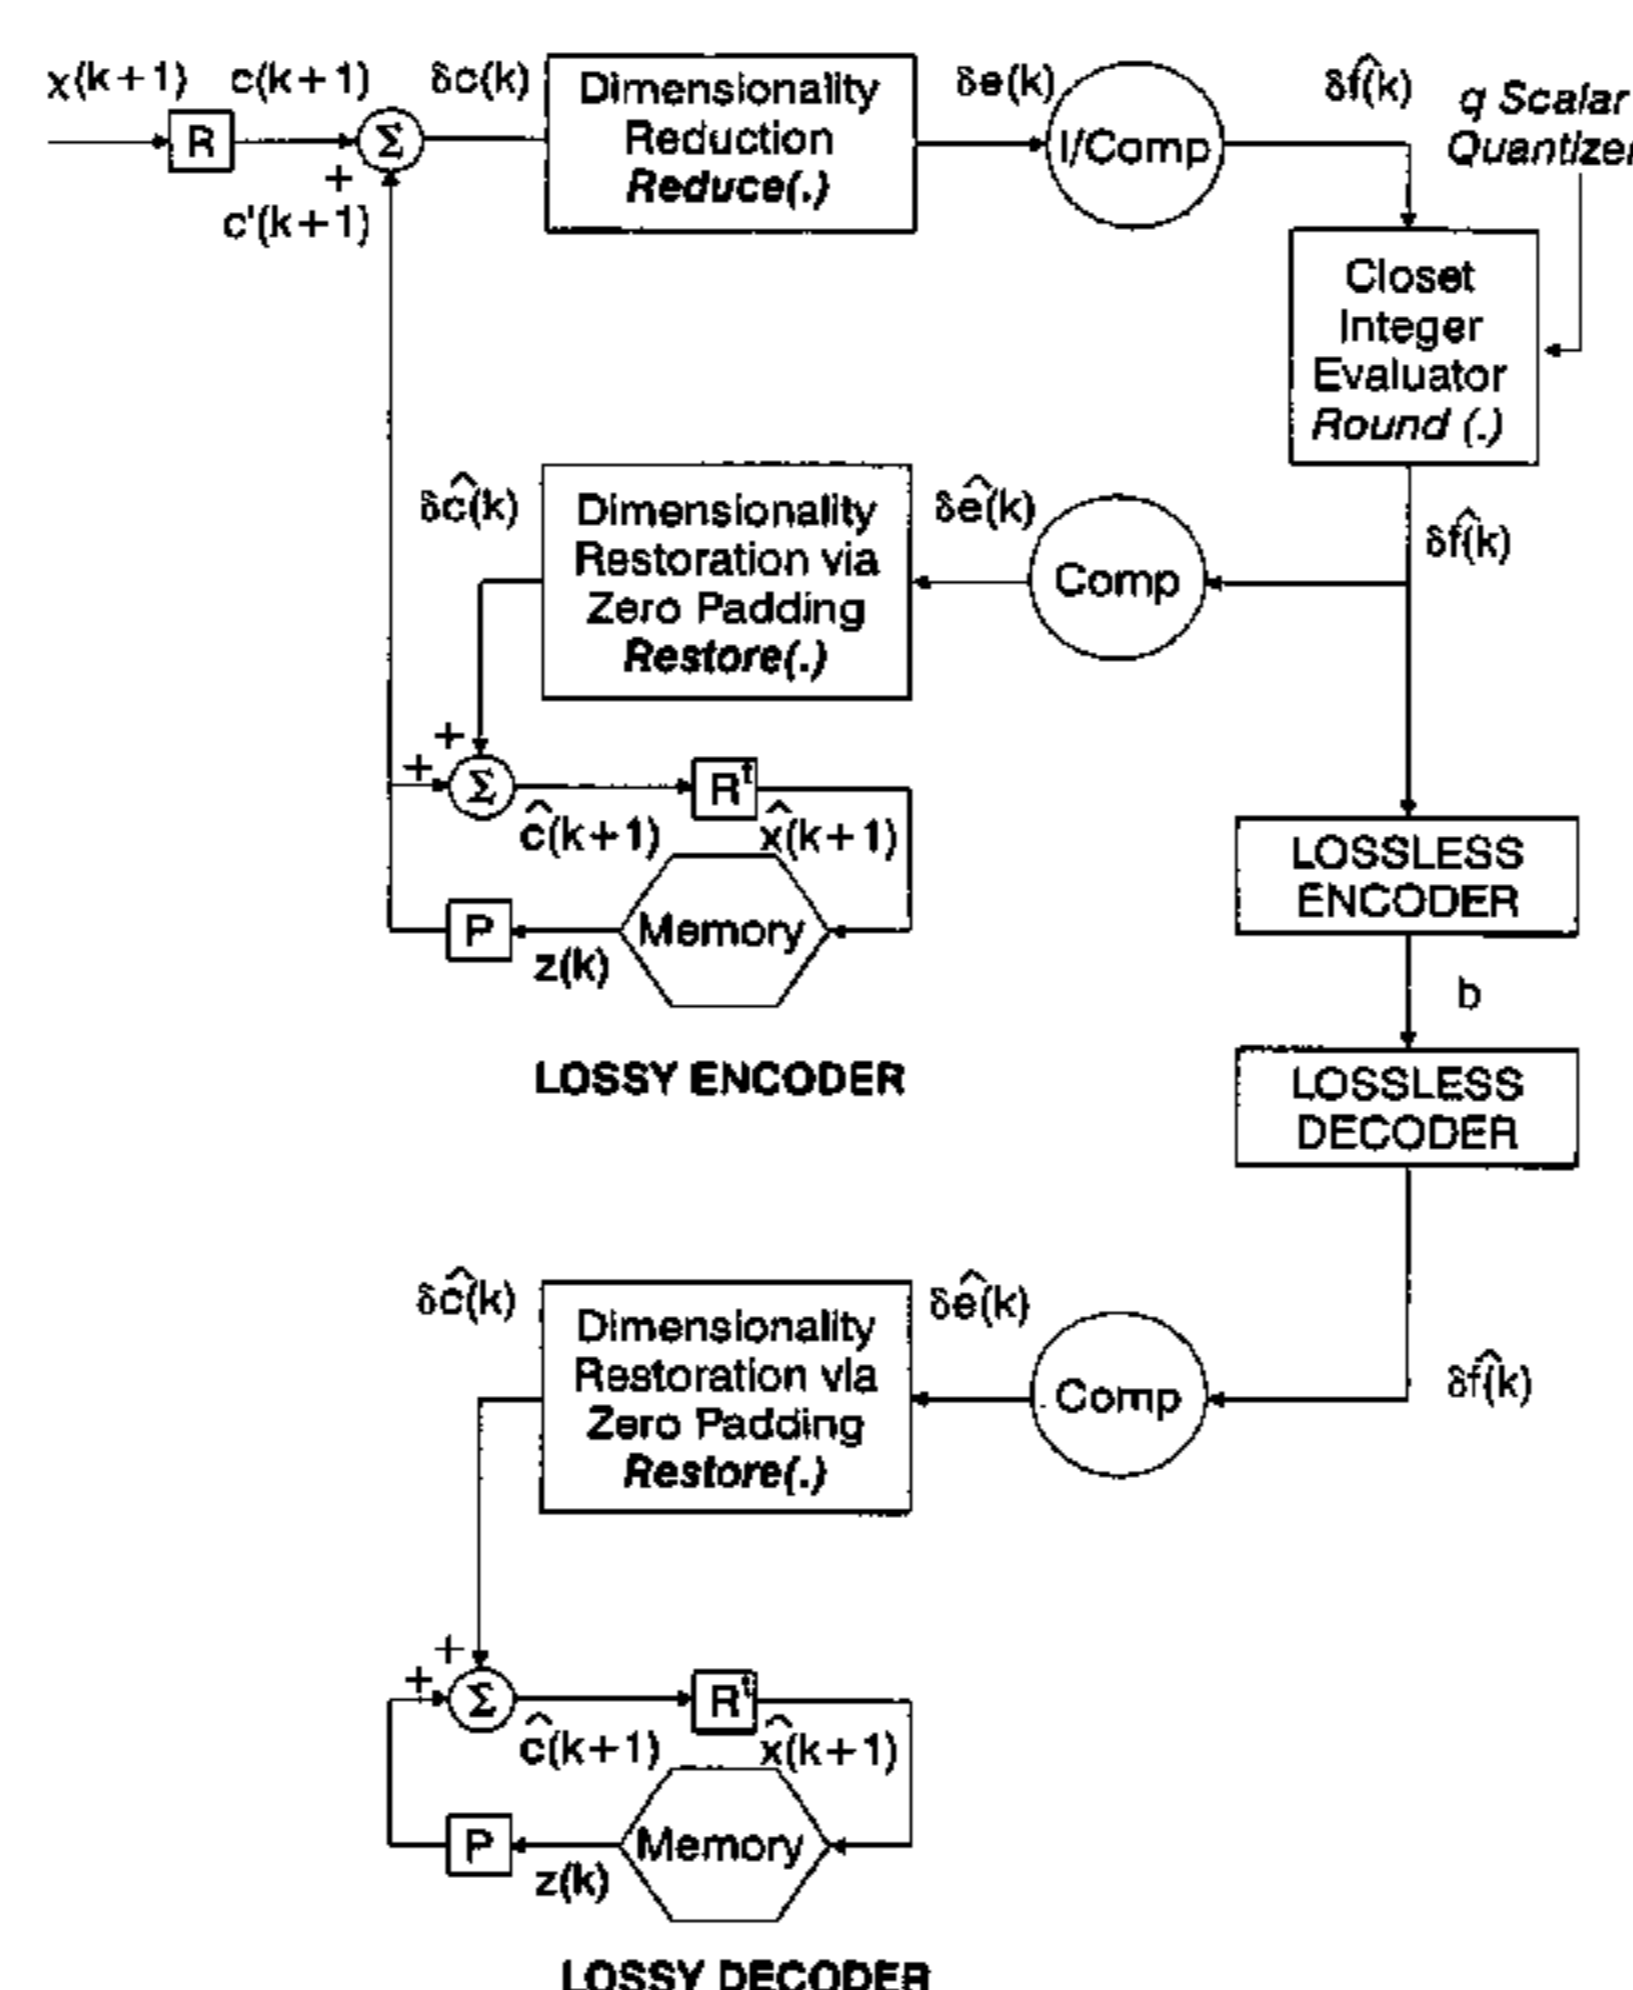 x(k+1)
c(k+1)
δc(k)
Dimensionality
Reduction
Reduce(.)
δe(k)
I/Comp
δf̂(k)
q Scalar
Quantizer
R
Σ
+
c'(k+1)
Closet
Integer
Evaluator
Round (.)
δĉ(k)
Dimensionality
Restoration via
Zero Padding
Restore(.)
δê(k)
Comp
δf̂(k)
+
+
Σ
R^t
ĉ(k+1)
x̂(k+1)
P
z(k)
Memory
LOSSLESS
ENCODER
b
LOSSY ENCODER
LOSSLESS
DECODER
δĉ(k)
Dimensionality
Restoration via
Zero Padding
Restore(.)
δê(k)
Comp
δf̂(k)
+
+
Σ
R^t
ĉ(k+1)
x̂(k+1)
P
z(k)
Memory
LOSSY DECODER